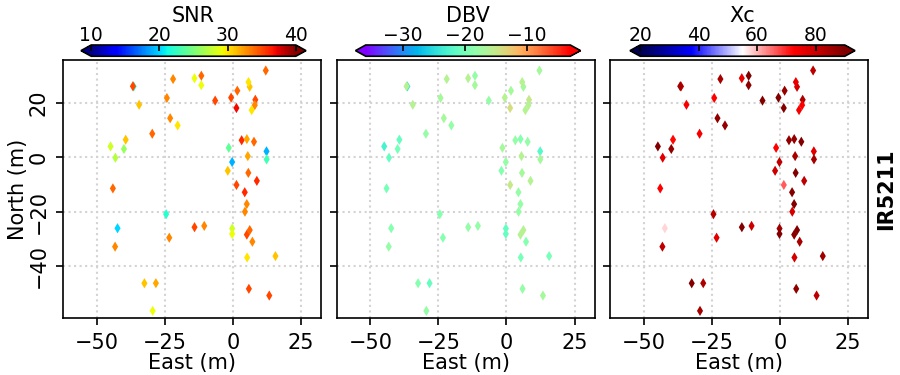 SNR DBV Xc
10 20 30 40 −30 −20 −10 20 40 60 80
North (m)
20
0
−20
−40
−50 −25 0 25 −50 −25 0 25 −50 −25 0 25
East (m) East (m) East (m)
IR5211